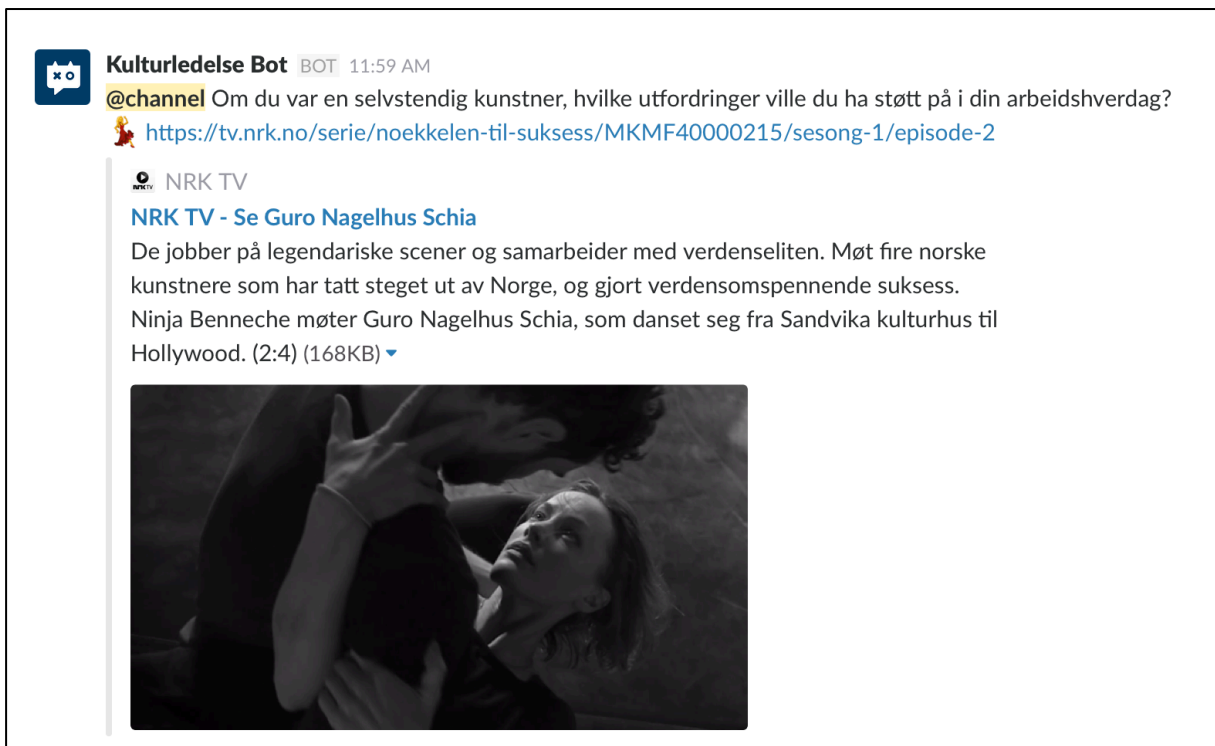 Kulturledelse Bot BOT 11:59 AM
@channel Om du var en selvstendig kunstner, hvilke utfordringer ville du ha støtt på i din arbeidshverdag?
💃 https://tv.nrk.no/serie/noekkelen-til-suksess/MKMF40000215/sesong-1/episode-2
NRK TV
NRK TV - Se Guro Nagelhus Schia
De jobber på legendariske scener og samarbeider med verdenseliten. Møt fire norske
kunstnere som har tatt steget ut av Norge, og gjort verdensomspennende suksess.
Ninja Benneche møter Guro Nagelhus Schia, som danset seg fra Sandvika kulturhus til
Hollywood. (2:4) (168KB)